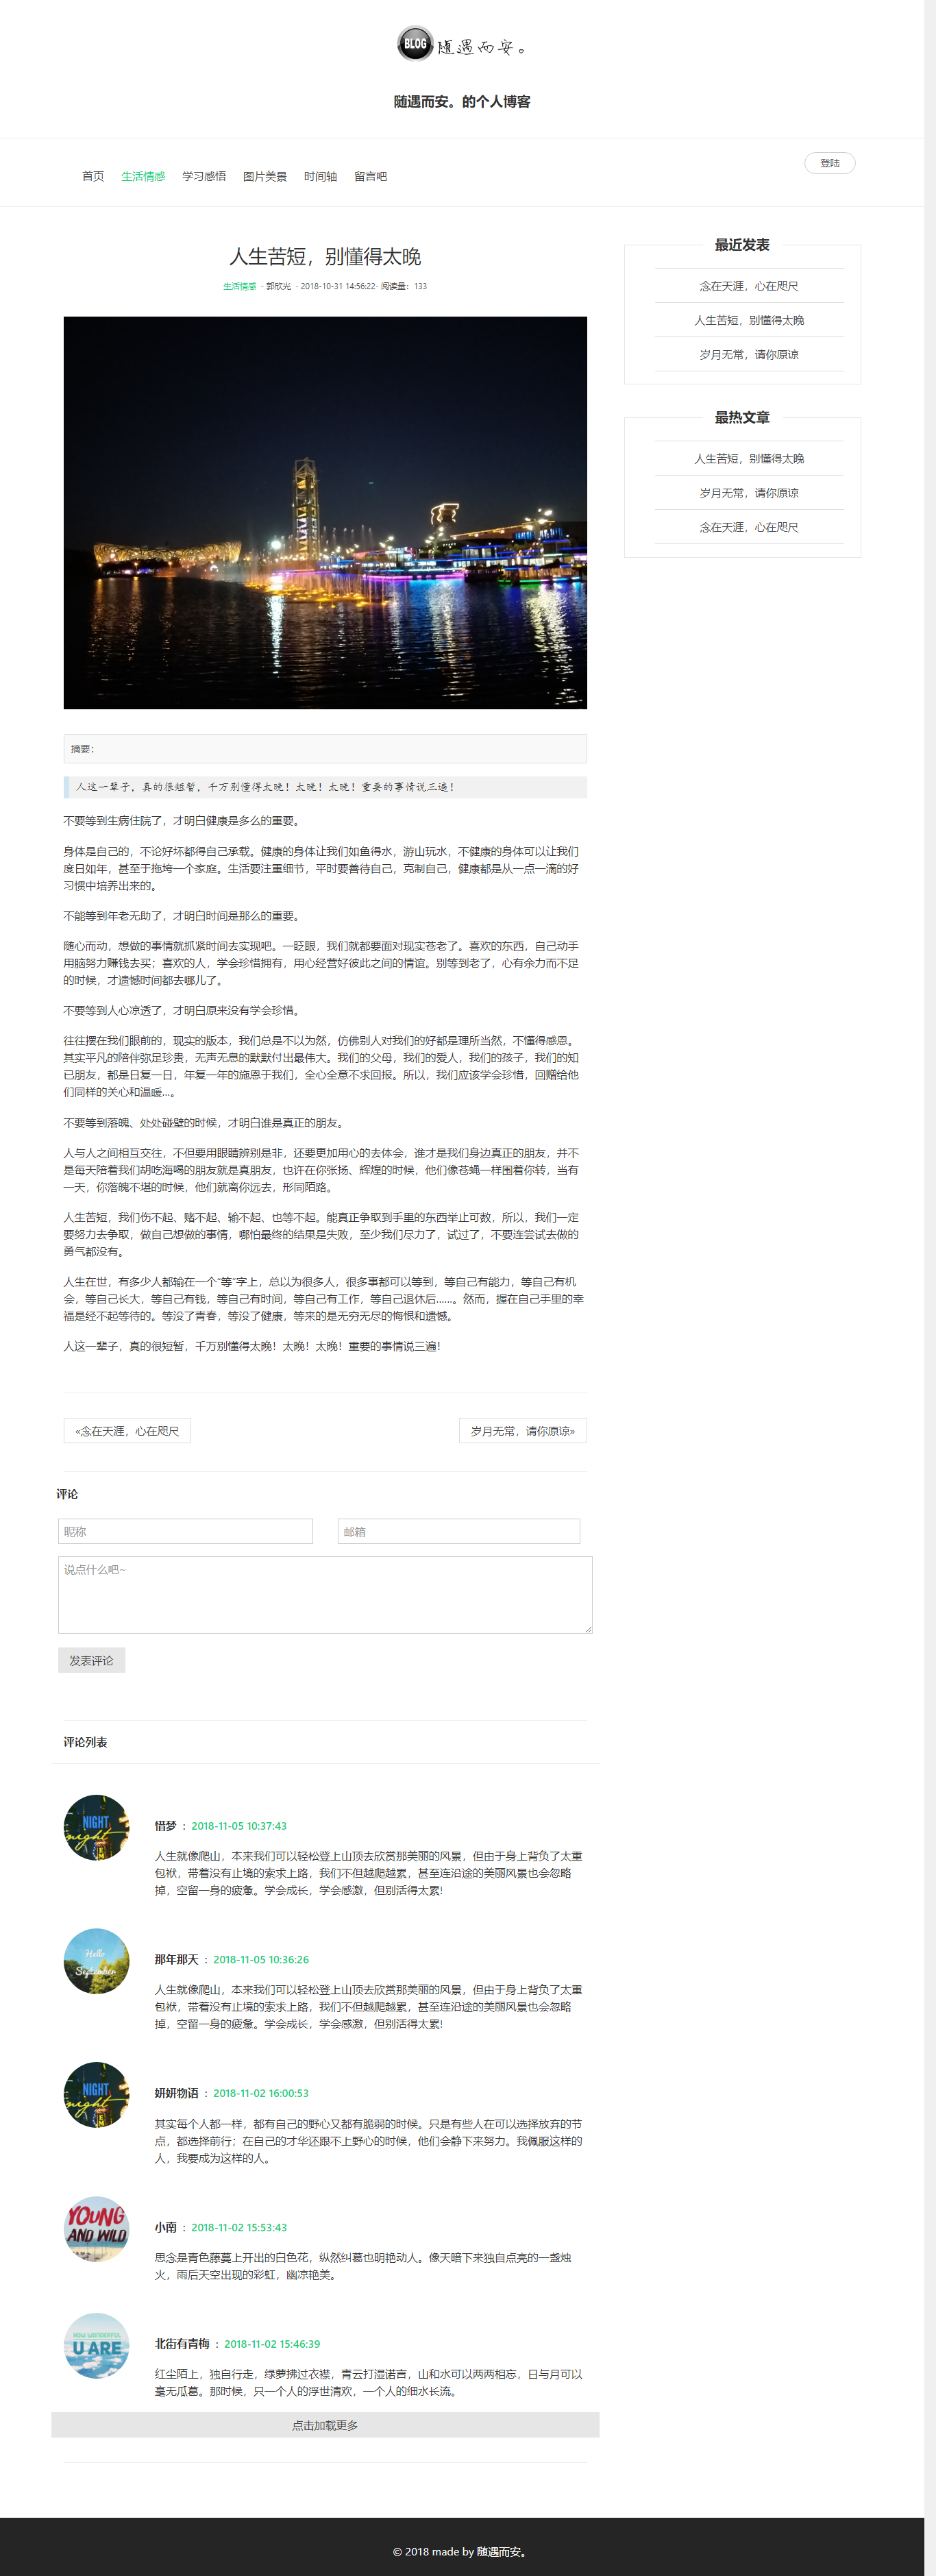 BLOG 随遇而安。
随遇而安。的个人博客
首页 生活情感 学习感悟 图片美景 时间轴 留言吧
登陆
人生苦短，别懂得太晚
生活情感 - 郭欣光 - 2018-10-31 14:56:22- 阅读量：133
摘要：
人这一辈子，真的很短暂，千万别懂得太晚！太晚！太晚！重要的事情说三遍！
不要等到生病住院了，才明白健康是多么的重要。
身体是自己的，不论好坏都得自己承载。健康的身体让我们如鱼得水，游山玩水，不健康的身体可以让我们
度日如年，甚至于拖垮一个家庭。生活要注重细节，平时要善待自己，克制自己，健康都是从一点一滴的好
习惯中培养出来的。
不能等到年老无助了，才明白时间是那么的重要。
随心而动，想做的事情就抓紧时间去实现吧。一眨眼，我们就都要面对现实苍老了。喜欢的东西，自己动手
用脑努力赚钱去买；喜欢的人，学会珍惜拥有，用心经营好彼此之间的情谊。别等到老了，心有余力而不足
的时候，才遗憾时间都去哪儿了。
不要等到人心凉透了，才明白原来没有学会珍惜。
往往摆在我们眼前的，现实的版本，我们总是不以为然，仿佛别人对我们的好都是理所当然，不懂得感恩。
其实平凡的陪伴弥足珍贵，无声无息的默默付出最伟大。我们的父母，我们的爱人，我们的孩子，我们的知
已朋友，都是日复一日，年复一年的施恩于我们，全心全意不求回报。所以，我们应该学会珍惜，回赠给他
们同样的关心和温暖...。
不要等到落魄、处处碰壁的时候，才明白谁是真正的朋友。
人与人之间相互交往，不但要用眼睛辨别是非，还要更加用心的去体会，谁才是我们身边真正的朋友，并不
是每天陪着我们胡吃海喝的朋友就是真朋友，也许在你张扬、辉煌的时候，他们像苍蝇一样围着你转，当有
一天，你落魄不堪的时候，他们就离你远去，形同陌路。
人生苦短，我们伤不起、赌不起、输不起、也等不起。能真正争取到手里的东西举止可数，所以，我们一定
要努力去争取，做自己想做的事情，哪怕最终的结果是失败，至少我们尽力了，试过了，不要连尝试去做的
勇气都没有。
人生在世，有多少人都输在一个“等”字上，总以为很多人，很多事都可以等到，等自己有能力，等自己有机
会，等自己长大，等自己有钱，等自己有时间，等自己有工作，等自己退休后……。然而，握在自己手里的幸
福是经不起等待的。等没了青春，等没了健康，等来的是无穷无尽的悔恨和遗憾。
人这一辈子，真的很短暂，千万别懂得太晚！太晚！太晚！重要的事情说三遍！
«念在天涯，心在咫尺 岁月无常，请你原谅»
评论
昵称 邮箱
说点什么吧~
发表评论
评论列表
NIGHT
night
惜梦 ： 2018-11-05 10:37:43
人生就像爬山，本来我们可以轻松登上山顶去欣赏那美丽的风景，但由于身上背负了太重
包袱，带着没有止境的索求上路，我们不但越爬越累，甚至连沿途的美丽风景也会忽略
掉，空留一身的疲惫。学会成长，学会感激，但别活得太累!
Hello
September
那年那天 ： 2018-11-05 10:36:26
人生就像爬山，本来我们可以轻松登上山顶去欣赏那美丽的风景，但由于身上背负了太重
包袱，带着没有止境的索求上路，我们不但越爬越累，甚至连沿途的美丽风景也会忽略
掉，空留一身的疲惫。学会成长，学会感激，但别活得太累!
NIGHT
night
妍妍物语 ： 2018-11-02 16:00:53
其实每个人都一样，都有自己的野心又都有脆弱的时候。只是有些人在可以选择放弃的节
点，都选择前行；在自己的才华还跟不上野心的时候，他们会静下来努力。我佩服这样的
人，我要成为这样的人。
YOUNG
AND WILD
小南 ： 2018-11-02 15:53:43
思念是青色藤蔓上开出的白色花，纵然纠葛也明艳动人。像天暗下来独自点亮的一盏烛
火，雨后天空出现的彩虹，幽凉艳美。
HOW WONDERFUL
U ARE
北街有青梅 ： 2018-11-02 15:46:39
红尘陌上，独自行走，绿萝拂过衣襟，青云打湿诺言，山和水可以两两相忘，日与月可以
毫无瓜葛。那时候，只一个人的浮世清欢，一个人的细水长流。
点击加载更多
最近发表
念在天涯，心在咫尺
人生苦短，别懂得太晚
岁月无常，请你原谅
最热文章
人生苦短，别懂得太晚
岁月无常，请你原谅
念在天涯，心在咫尺
© 2018 made by 随遇而安。